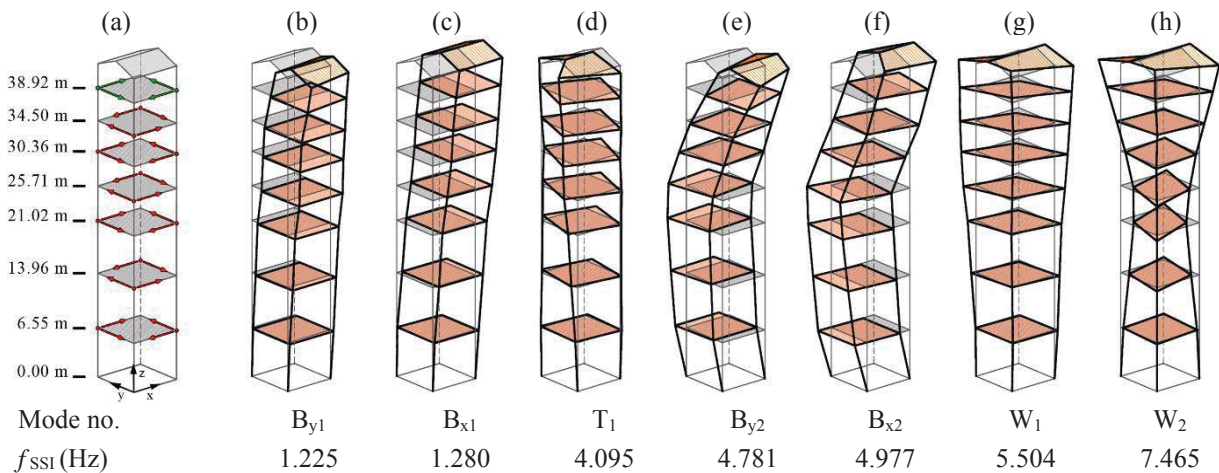 (a) (b) (c) (d) (e) (f) (g) (h)
38.92 m
34.50 m
30.36 m
25.71 m
21.02 m
13.96 m
6.55 m
0.00 m
z
y x
Mode no. By1 Bx1 T1 By2 Bx2 W1 W2
fSSI (Hz) 1.225 1.280 4.095 4.781 4.977 5.504 7.465